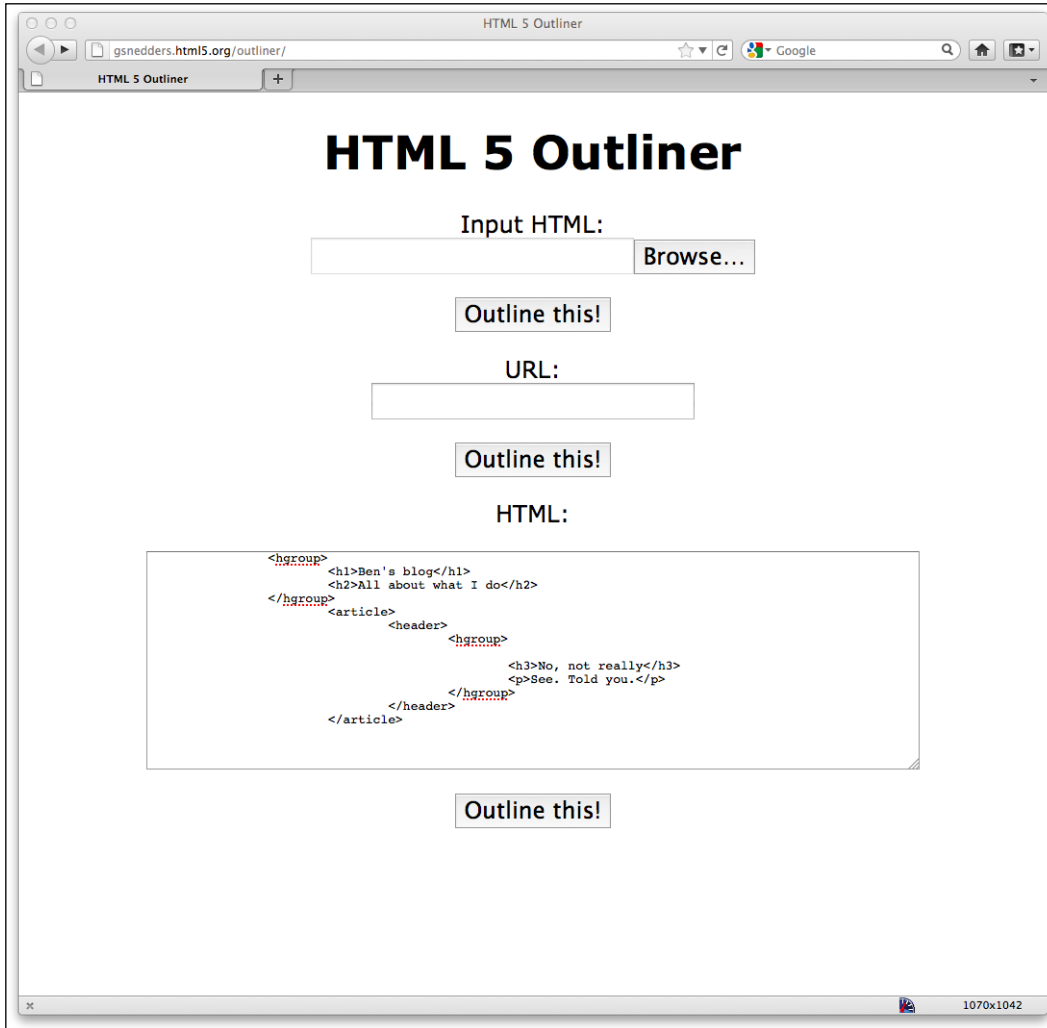 HTML 5 Outliner
gsnedders.html5.org/outliner/
Google
HTML 5 Outliner
HTML 5 Outliner
Input HTML:
Browse...
Outline this!
URL:
Outline this!
HTML:
<hgroup>
<h1>Ben's blog</h1>
<h2>All about what I do</h2>
</hgroup>
<article>
<header>
<hgroup>
<h3>No, not really</h3>
<p>See. Told you.</p>
</hgroup>
</header>
</article>
Outline this!
1070x1042